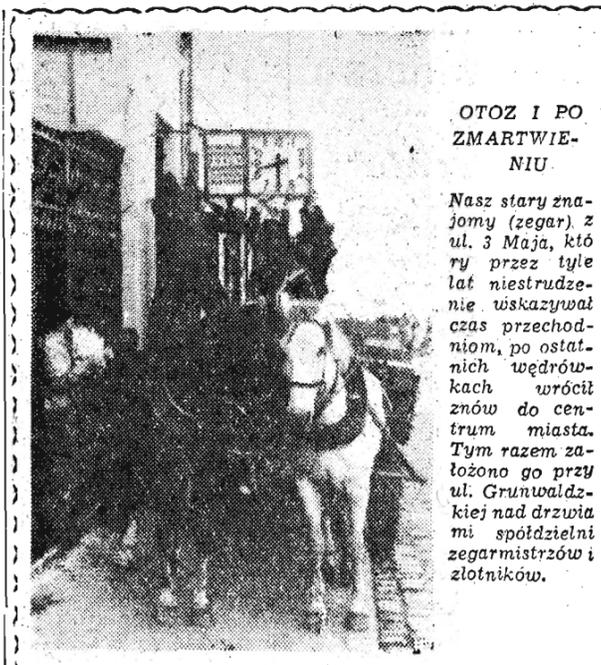 OTOZ I PO
ZMARTWIE-
NIU
Nasz stary zna-
jomy (zegar) z
ul. 3 Maja, któ
ry przez tyle
lat niestrudze-
nie wskazywał
czas przechod-
niom, po ostat-
nich wędrów-
kach wrócił
znów do cen-
trum miasta.
Tym razem za-
łożono go przy
ul. Grunwaldz-
kiej nad drzwia
mi spółdzielni
zegarmistrzów i
złotników.